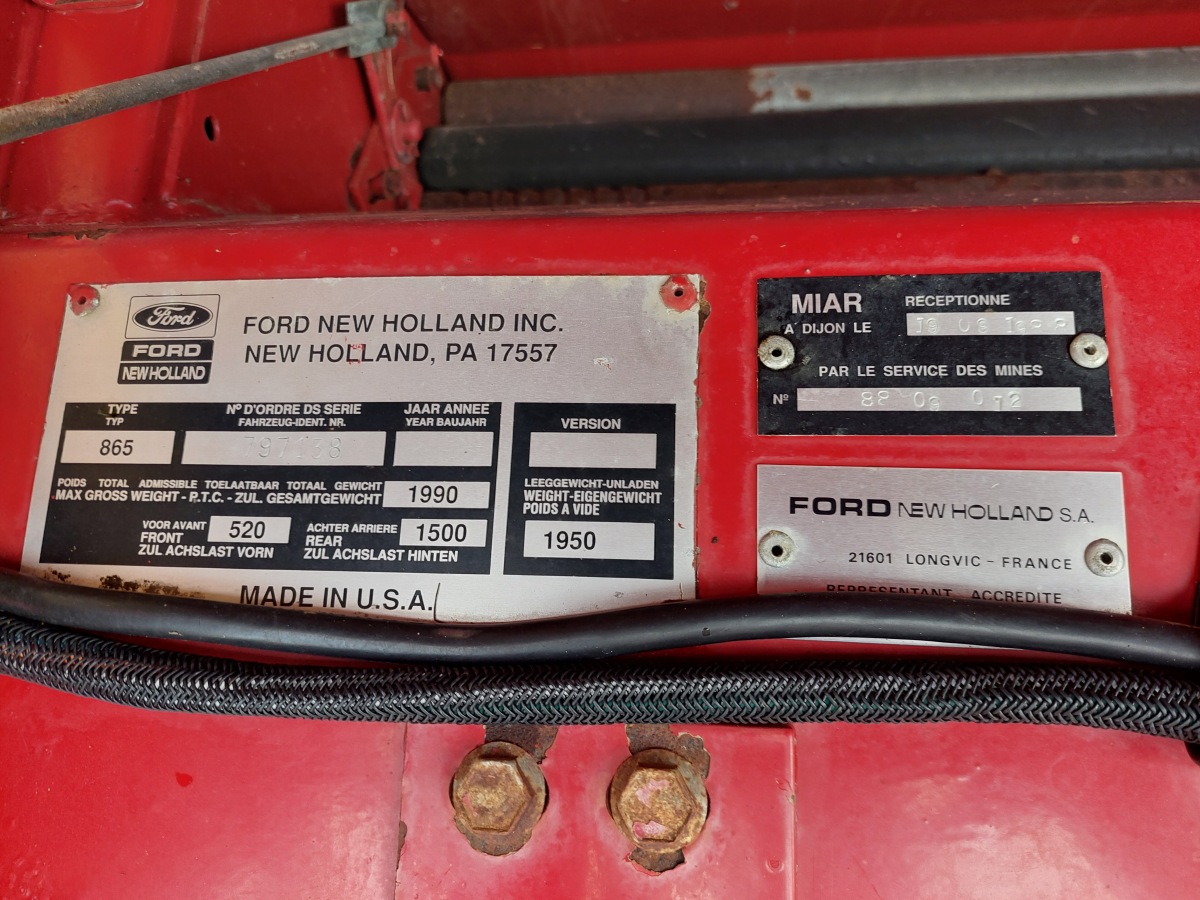 Ford
FORD
NEW HOLLAND
FORD NEW HOLLAND INC.
NEW HOLLAND, PA 17557
TYPE
TYP
865
Nº D'ORDRE DS SERIE
FAHRZEUG-IDENT. NR.
JAAR ANNEE
YEAR BAUJAHR
POIDS TOTAL ADMISSIBLE TOELAATBAAR TOTAAL GEWICHT
MAX GROSS WEIGHT - P.T.C. - ZUL. GESAMTGEWICHT
1990
VOOR AVANT
FRONT
ZUL ACHSLAST VORN
520
ACHTER ARRIERE
REAR
ZUL ACHSLAST HINTEN
1500
VERSION
LEEGGEWICHT-UNLADEN
WEIGHT-EIGENGEWICHT
POIDS A VIDE
1950
MADE IN U.S.A.
MIAR RECEPTIONNE
A DIJON LE
PAR LE SERVICE DES MINES
Nº
FORD NEW HOLLAND S.A.
21601 LONGVIC – FRANCE
REPRESENTANT ACCREDITE